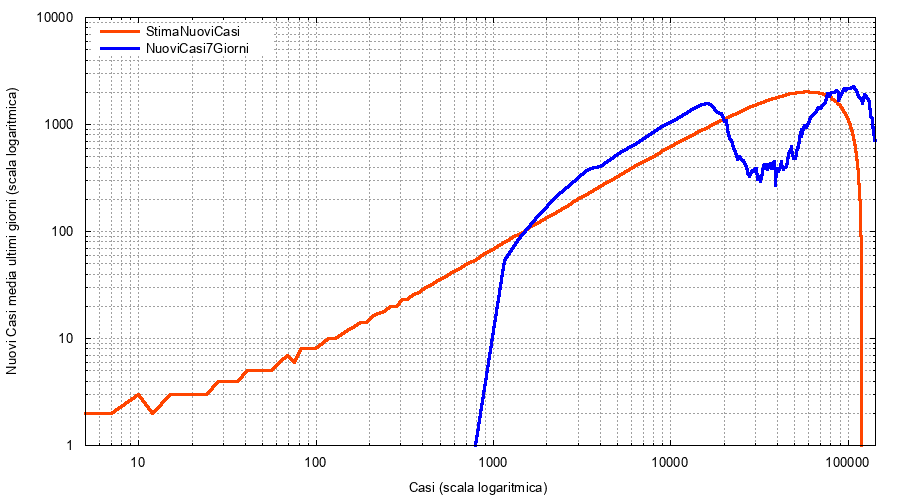 10000
1000
100
10
1
StimaNuoviCasi
NuoviCasi7Giorni
Nuovi Casi media ultimi giorni (scala logaritmica)
10 100 1000 10000 100000
Casi (scala logaritmica)